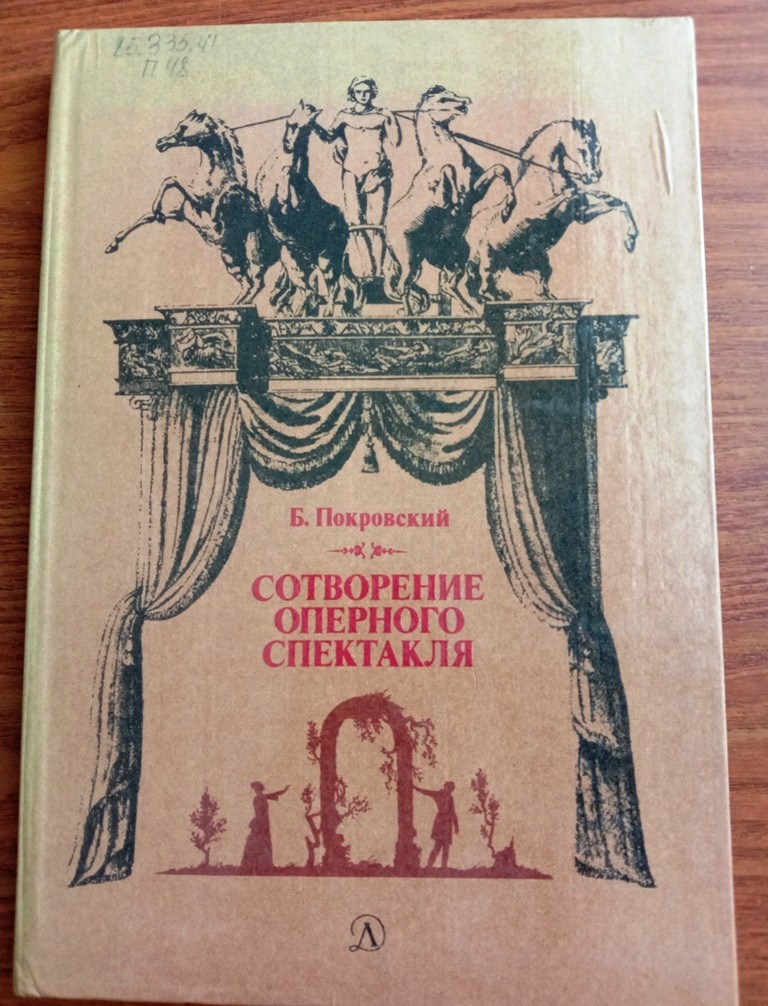 85.335.41
П 48
Б. Покровский
СОТВОРЕНИЕ
ОПЕРНОГО
СПЕКТАКЛЯ
Д